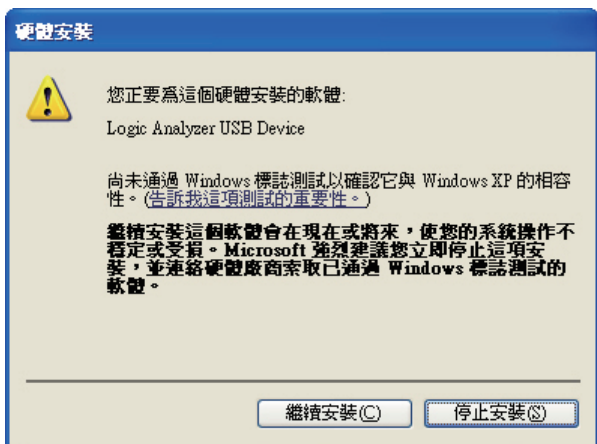 硬體安裝
您正要為這個硬體安裝的軟體:
Logic Analyzer USB Device
尚未通過 Windows 標誌測試以確認它與 Windows XP 的相容
性。(告訴我這項測試的重要性。)
繼續安裝這個軟體會在現在或將來，使您的系統操作不
穩定或受損。Microsoft 強烈建議您立即停止這項安
裝，並連絡硬體廠商索取已通過 Windows 標誌測試的
軟體。
繼續安裝(C)
停止安裝(S)